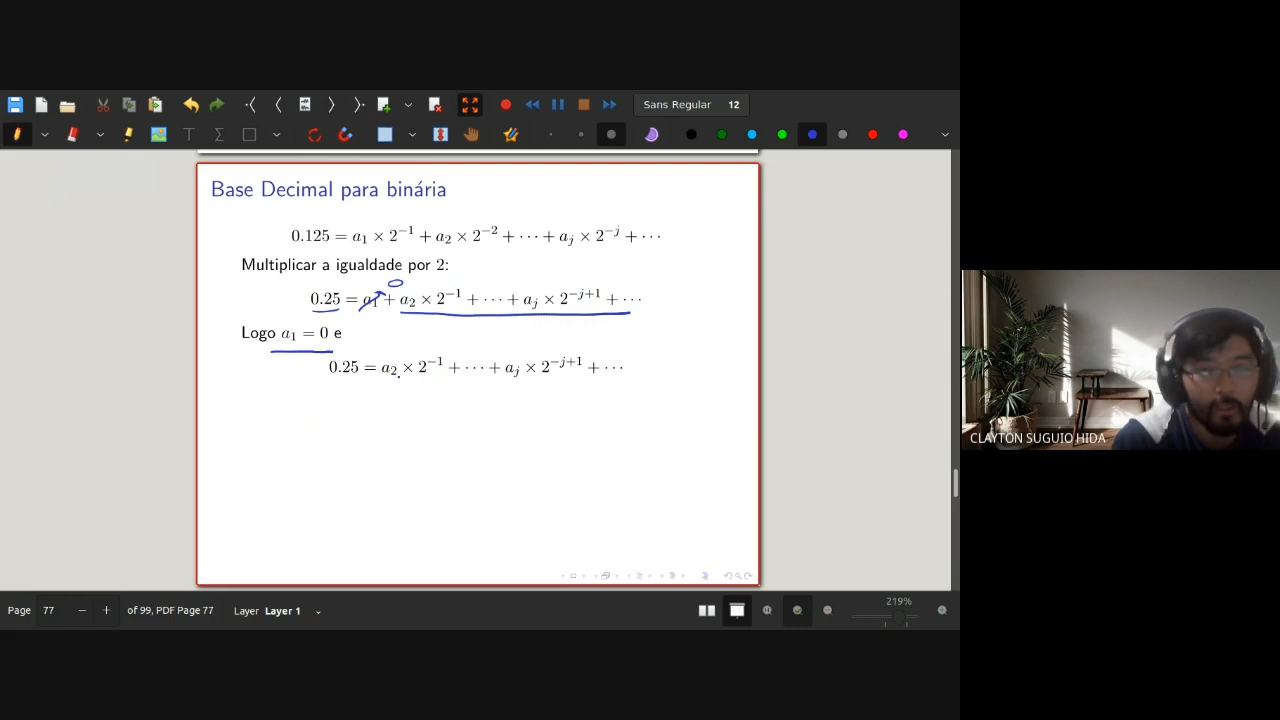 Sans Regular 12
Base Decimal para binária
0.125 = a₁ × 2⁻¹ + a₂ × 2⁻² + ⋯ + aⱼ × 2⁻ʲ + ⋯
Multiplicar a igualdade por 2:
0
0.25 = a₁ + a₂ × 2⁻¹ + ⋯ + aⱼ × 2⁻ʲ⁺¹ + ⋯
Logo a₁ = 0 e
0.25 = a₂ × 2⁻¹ + ⋯ + aⱼ × 2⁻ʲ⁺¹ + ⋯
CLAYTON SUGUIO HIDA
Page 77 of 99, PDF Page 77 Layer Layer 1 219%